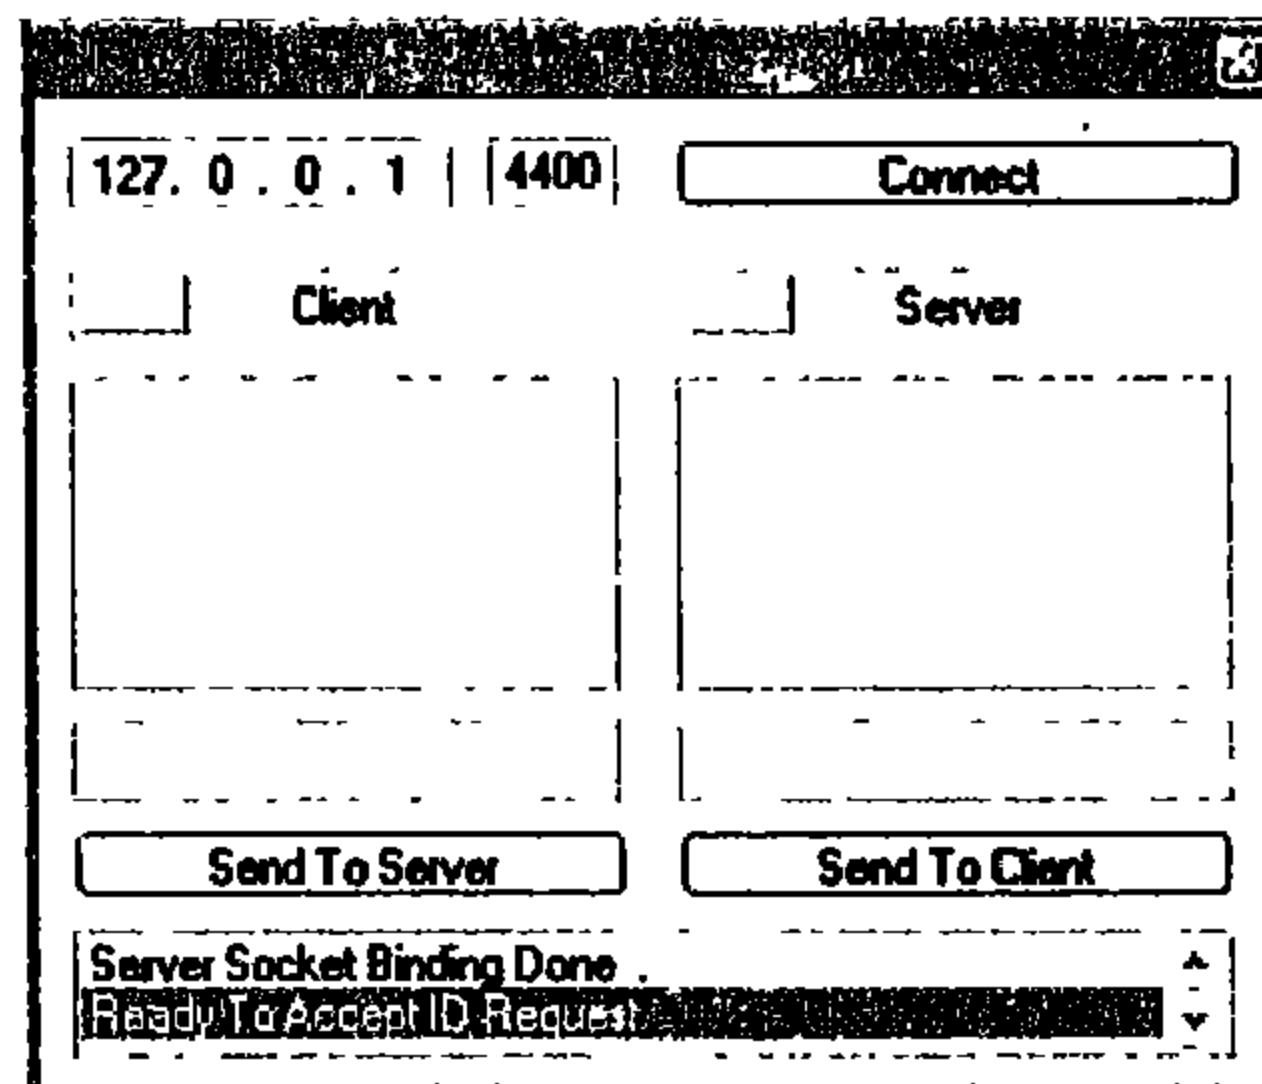 127. 0 . 0 . 1 4400 Connect
Client Server
Send To Server Send To Client
Server Socket Binding Done .
Ready To Accept ID Request